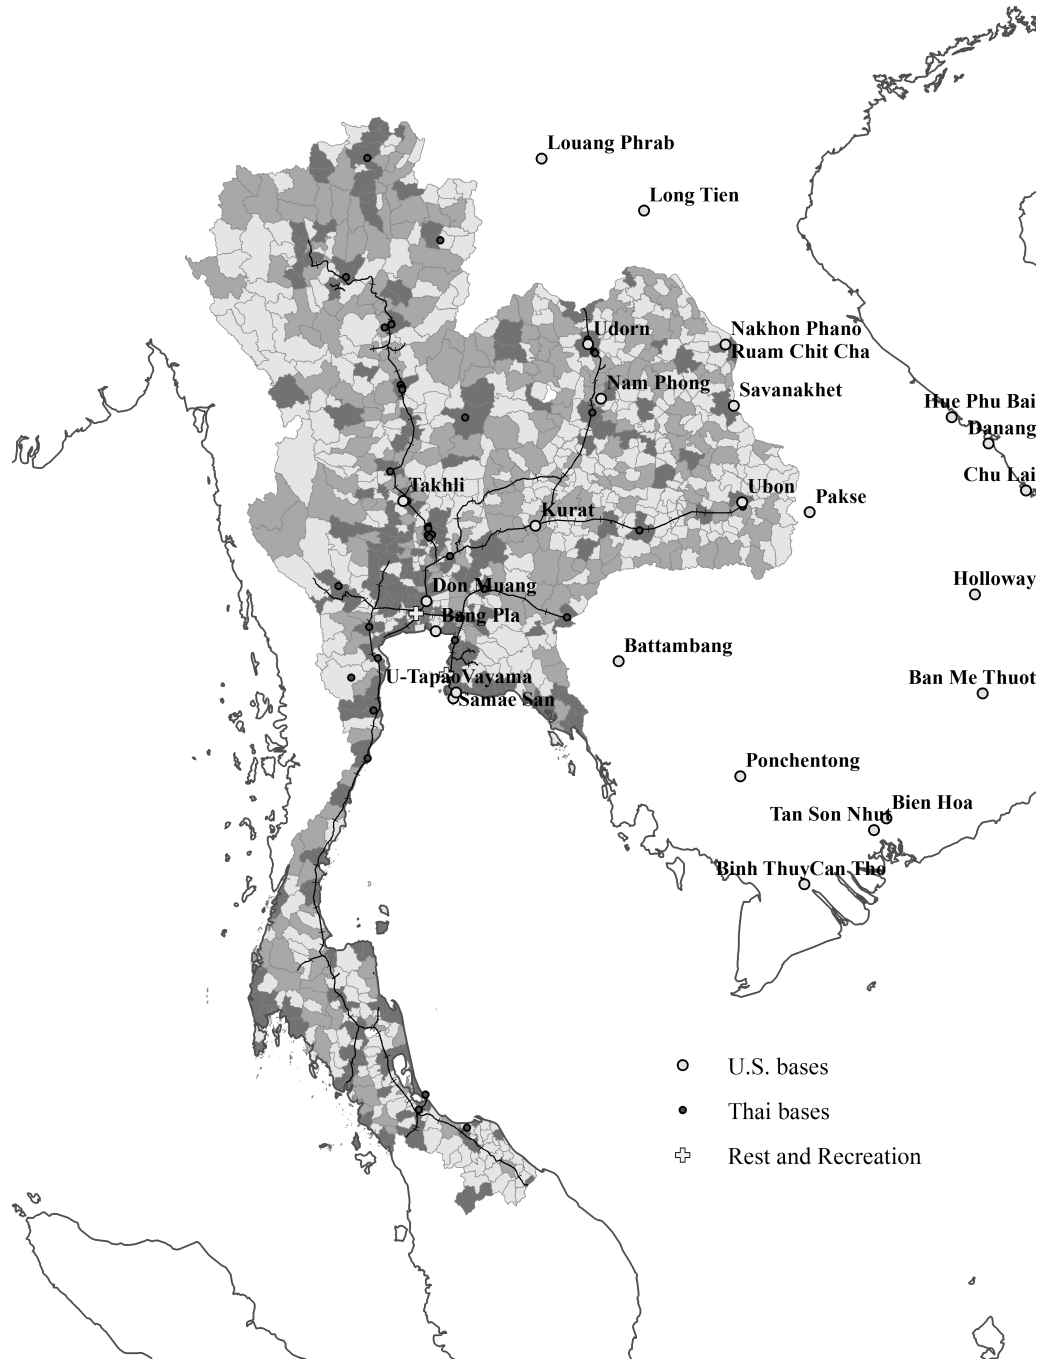 Louang Phrab
Long Tien
Udorn
Nakhon Phano
Ruam Chit Cha
Nam Phong
Savanakhet
Hue Phu Bai
Danang
Chu Lai
Takhli
Ubon
Pakse
Kurat
Holloway
Don Muang
Bang Pla
Battambang
U-TapaoVayama
Samae San
Ban Me Thuot
Ponchentong
Bien Hoa
Tan Son Nhut
Binh ThuyCan Tho
U.S. bases
Thai bases
Rest and Recreation